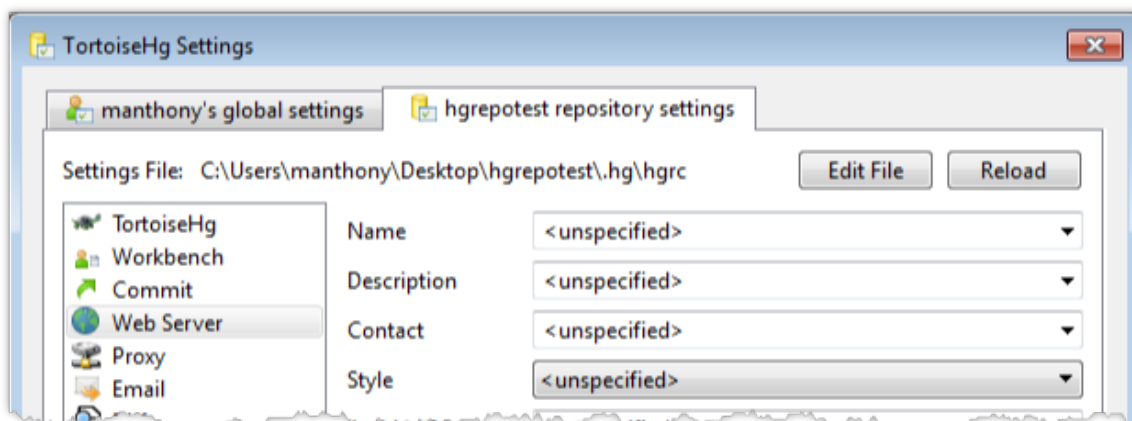 TortoiseHg Settings
manthony's global settings
hgrepotest repository settings
Settings File: C:\Users\manthony\Desktop\hgrepotest\.hg\hgrc
Edit File
Reload
TortoiseHg
Workbench
Commit
Web Server
Proxy
Email
Name <unspecified>
Description <unspecified>
Contact <unspecified>
Style <unspecified>